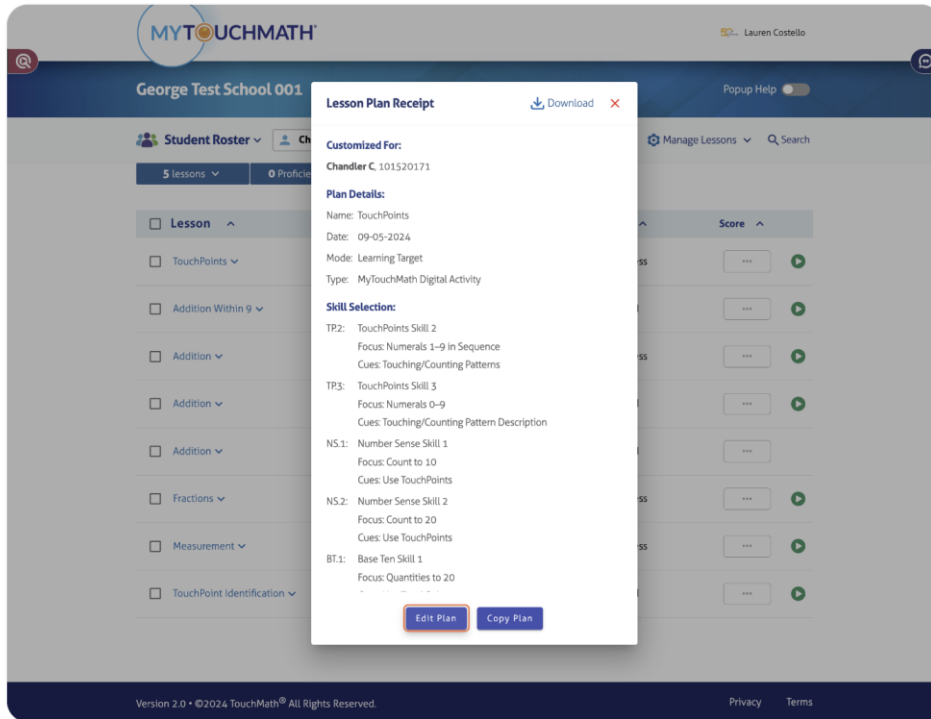 MYTOUCHMATH®
Lauren Costello
George Test School 001
Popup Help
Student Roster
Ch
Manage Lessons
Search
5 lessons
0 Proficie
Lesson
Score
TouchPoints
ss
Addition Within 9
Addition
ss
Addition
Addition
Fractions
ss
Measurement
ss
TouchPoint Identification
Lesson Plan Receipt
Download
Customized For:
Chandler C, 101520171
Plan Details:
Name: TouchPoints
Date: 09-05-2024
Mode: Learning Target
Type: MyTouchMath Digital Activity
Skill Selection:
TP.2: TouchPoints Skill 2
Focus: Numerals 1–9 in Sequence
Cues: Touching/Counting Patterns
TP.3: TouchPoints Skill 3
Focus: Numerals 0–9
Cues: Touching/Counting Pattern Description
NS.1: Number Sense Skill 1
Focus: Count to 10
Cues: Use TouchPoints
NS.2: Number Sense Skill 2
Focus: Count to 20
Cues: Use TouchPoints
BT.1: Base Ten Skill 1
Focus: Quantities to 20
Edit Plan
Copy Plan
Version 2.0 • ©2024 TouchMath® All Rights Reserved.
Privacy
Terms